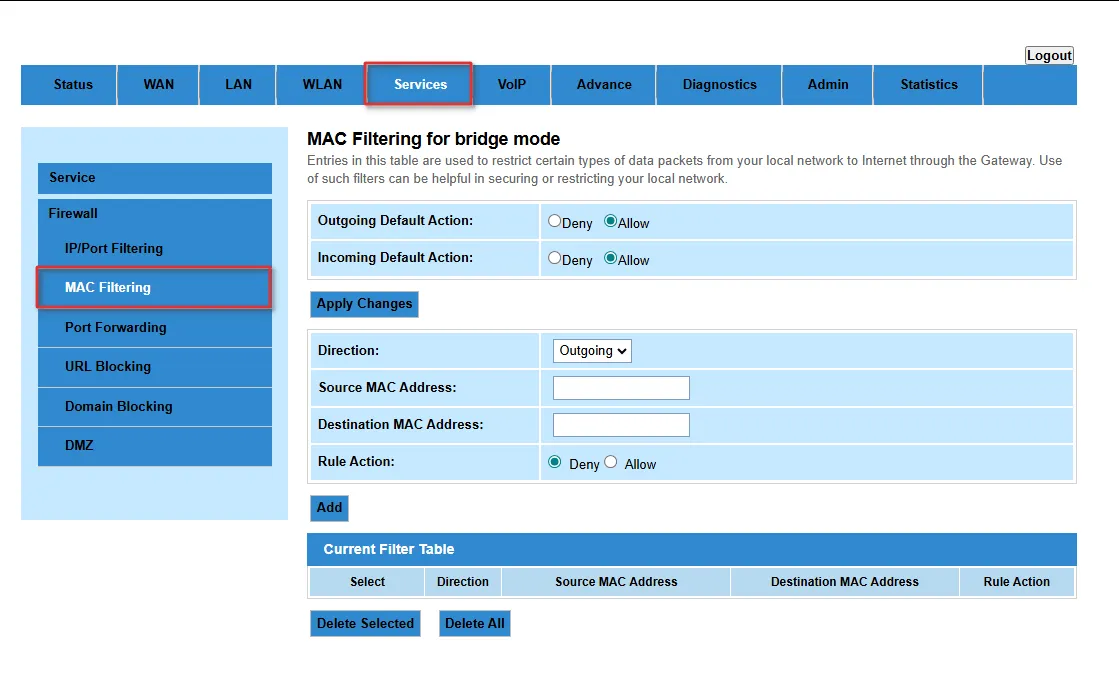 Logout
Status WAN LAN WLAN Services VoIP Advance Diagnostics Admin Statistics
Service
Firewall
IP/Port Filtering
MAC Filtering
Port Forwarding
URL Blocking
Domain Blocking
DMZ
MAC Filtering for bridge mode
Entries in this table are used to restrict certain types of data packets from your local network to Internet through the Gateway. Use
of such filters can be helpful in securing or restricting your local network.
Outgoing Default Action: Deny Allow
Incoming Default Action: Deny Allow
Apply Changes
Direction: Outgoing
Source MAC Address:
Destination MAC Address:
Rule Action: Deny Allow
Add
Current Filter Table
Select Direction Source MAC Address Destination MAC Address Rule Action
Delete Selected Delete All